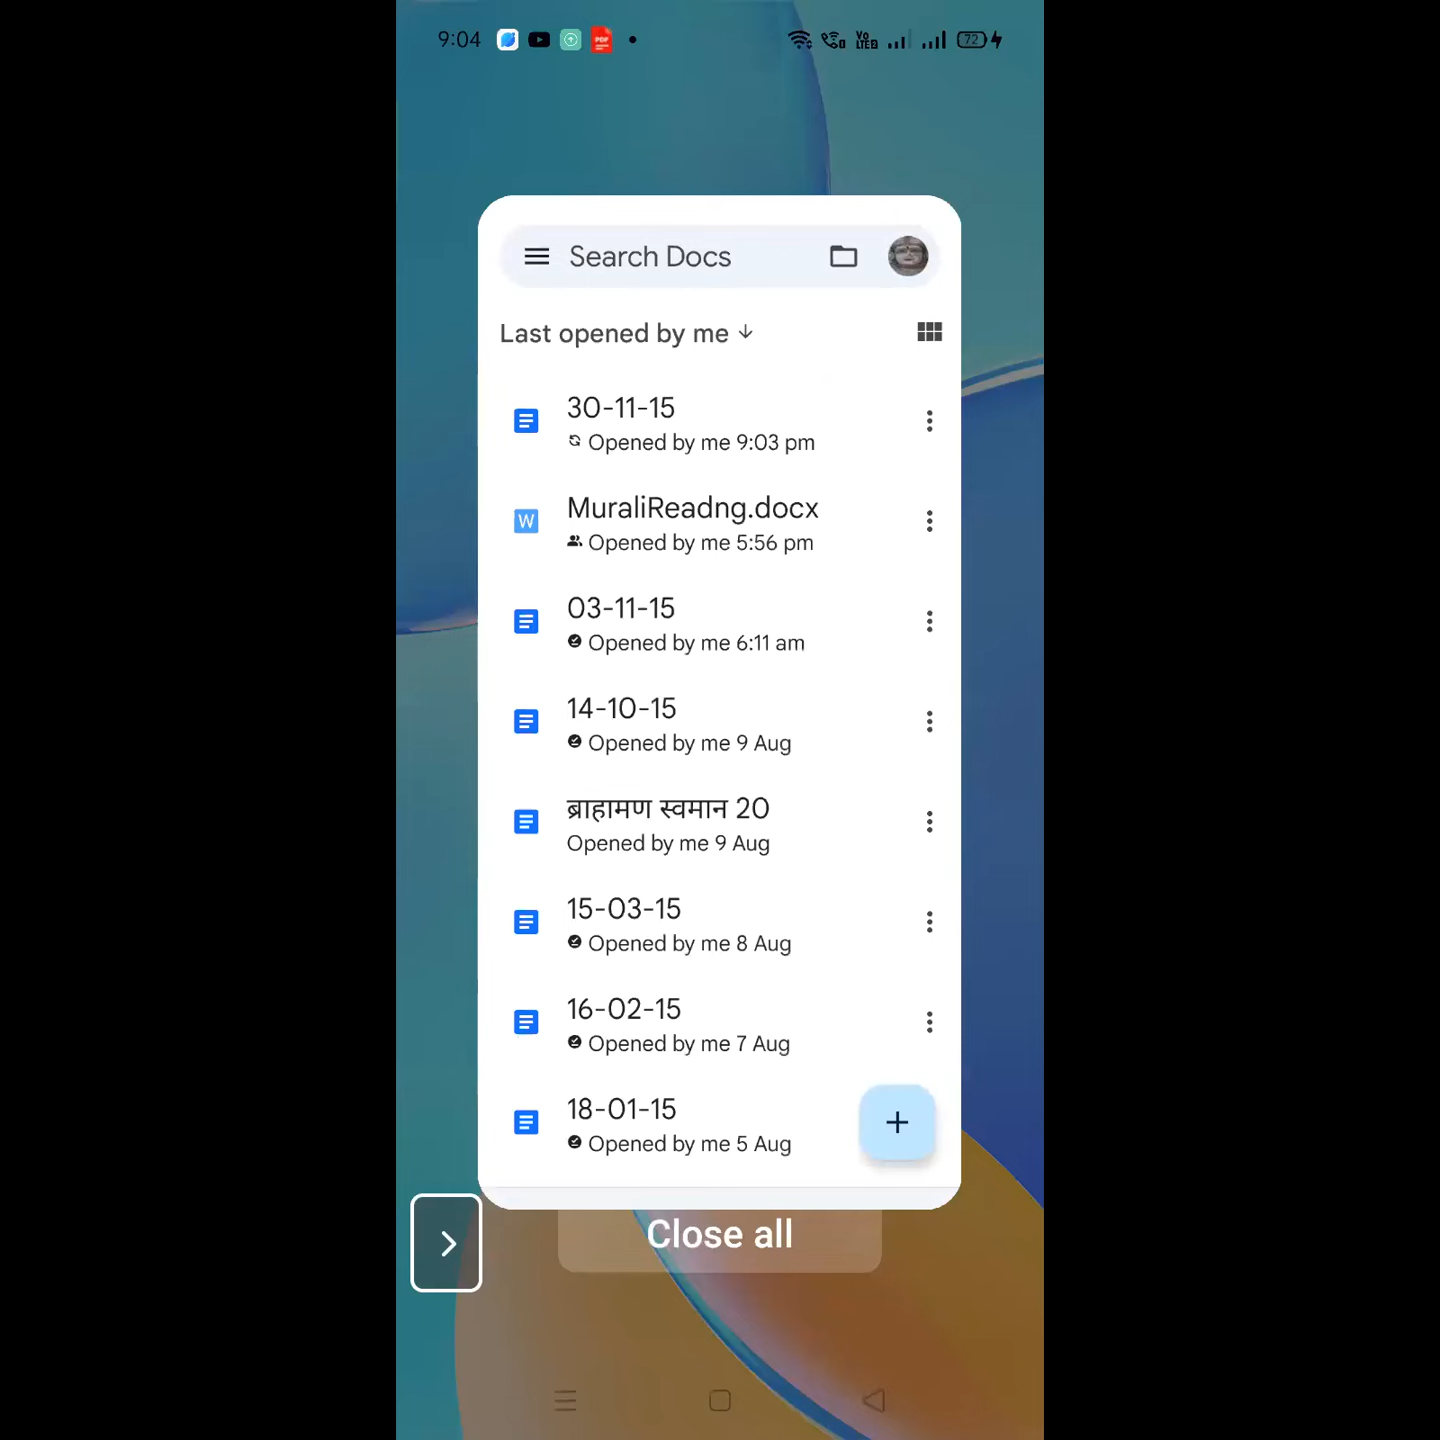 9:04
PDF
Vo
LTE2
72
Search Docs
Last opened by me
30-11-15
Opened by me 9:03 pm
W
MuraliReadng.docx
Opened by me 5:56 pm
03-11-15
Opened by me 6:11 am
14-10-15
Opened by me 9 Aug
ब्राहामण स्वमान 20
Opened by me 9 Aug
15-03-15
Opened by me 8 Aug
16-02-15
Opened by me 7 Aug
18-01-15
Opened by me 5 Aug
Close all